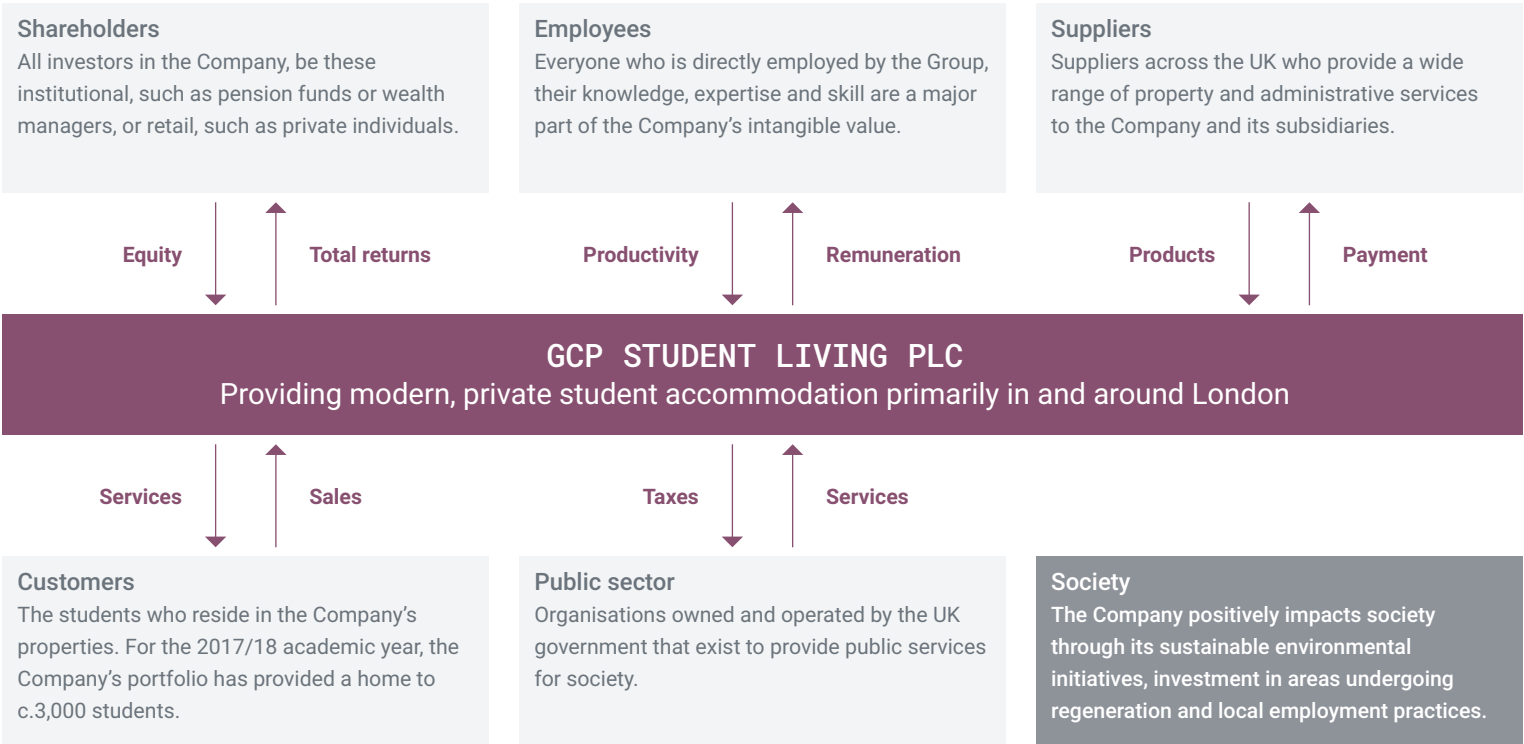 Shareholders
All investors in the Company, be these
institutional, such as pension funds or wealth
managers, or retail, such as private individuals.
Employees
Everyone who is directly employed by the Group,
their knowledge, expertise and skill are a major
part of the Company’s intangible value.
Suppliers
Suppliers across the UK who provide a wide
range of property and administrative services
to the Company and its subsidiaries.
Equity
Total returns
Productivity
Remuneration
Products
Payment
GCP STUDENT LIVING PLC
Providing modern, private student accommodation primarily in and around London
Services
Sales
Taxes
Services
Customers
The students who reside in the Company’s
properties. For the 2017/18 academic year, the
Company’s portfolio has provided a home to
c.3,000 students.
Public sector
Organisations owned and operated by the UK
government that exist to provide public services
for society.
Society
The Company positively impacts society
through its sustainable environmental
initiatives, investment in areas undergoing
regeneration and local employment practices.